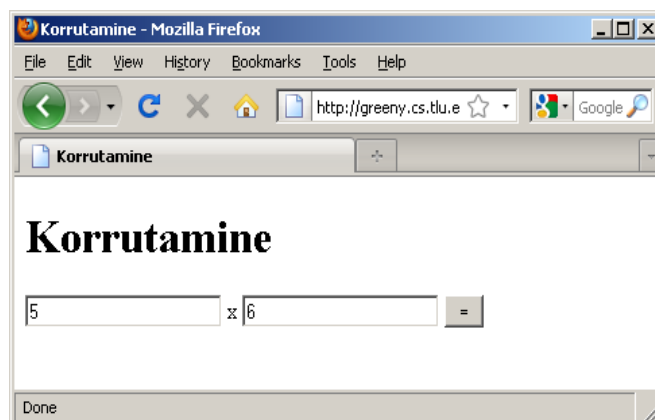 Korrutamine - Mozilla Firefox
File Edit View History Bookmarks Tools Help
http://greeny.cs.tlu.e Google
Korrutamine
Korrutamine
5 x 6 =
Done